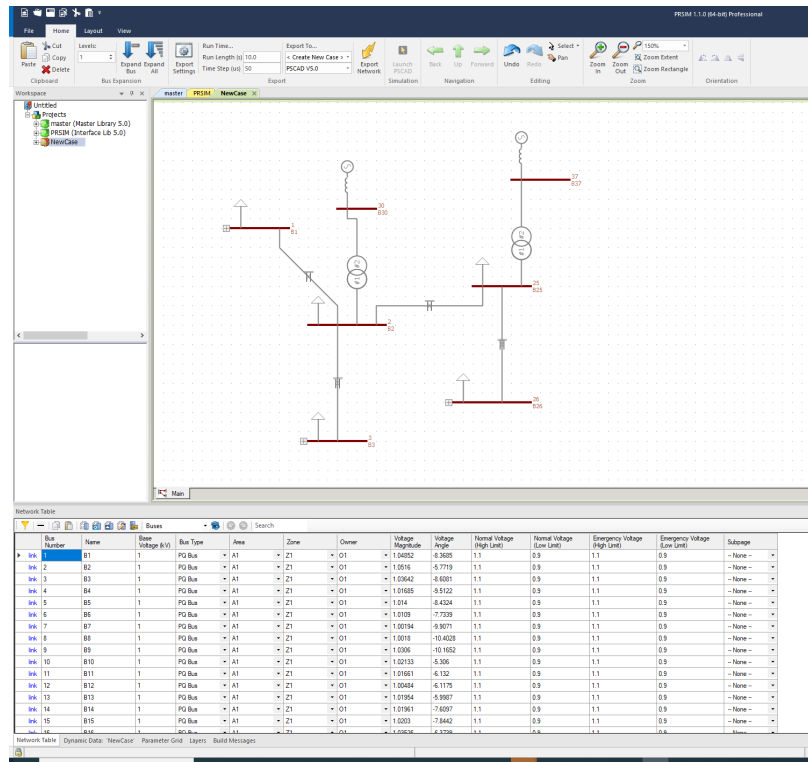 PRSIM 1.1.0 (64-bit) Professional
File Home Layout View
Paste Cut Copy Delete
Levels: 1
Expand Bus Expand All
Export Settings
Run Time...
Run Length (s) 10.0
Time Step (us) 50
Export To...
< Create New Case >
PSCAD V5.0
Export Network
Launch PSCAD
Back Up Forward
Undo Redo
Select
Pan
Zoom In Zoom Out
150%
Zoom Extent
Zoom Rectangle
Clipboard Bus Expansion Export Simulation Navigation Editing Zoom Orientation
Workspace
master PRSIM NewCase
Untitled
Projects
master (Master Library 5.0)
PRSIM (Interface Lib 5.0)
NewCase
S
37
B37
S
30
B30
1
B1
#2
#1
#2
#1
25
B25
2
B2
26
B26
3
B3
Main
Network Table
Buses Search
Bus Number Name Base Voltage (kV) Bus Type Area Zone Owner Voltage Magnitude Voltage Angle Normal Voltage (High Limit) Normal Voltage (Low Limit) Emergency Voltage (High Limit) Emergency Voltage (Low Limit) Subpage
link 1 B1 1 PQ Bus A1 Z1 O1 1.04852 -8.3685 1.1 0.9 1.1 0.9 -- None --
link 2 B2 1 PQ Bus A1 Z1 O1 1.0516 -5.7719 1.1 0.9 1.1 0.9 -- None --
link 3 B3 1 PQ Bus A1 Z1 O1 1.03642 -8.6081 1.1 0.9 1.1 0.9 -- None --
link 4 B4 1 PQ Bus A1 Z1 O1 1.01685 -9.5122 1.1 0.9 1.1 0.9 -- None --
link 5 B5 1 PQ Bus A1 Z1 O1 1.014 -8.4324 1.1 0.9 1.1 0.9 -- None --
link 6 B6 1 PQ Bus A1 Z1 O1 1.0109 -7.7339 1.1 0.9 1.1 0.9 -- None --
link 7 B7 1 PQ Bus A1 Z1 O1 1.00194 -9.9071 1.1 0.9 1.1 0.9 -- None --
link 8 B8 1 PQ Bus A1 Z1 O1 1.0018 -10.4028 1.1 0.9 1.1 0.9 -- None --
link 9 B9 1 PQ Bus A1 Z1 O1 1.0306 -10.1652 1.1 0.9 1.1 0.9 -- None --
link 10 B10 1 PQ Bus A1 Z1 O1 1.02133 -5.306 1.1 0.9 1.1 0.9 -- None --
link 11 B11 1 PQ Bus A1 Z1 O1 1.01661 -6.132 1.1 0.9 1.1 0.9 -- None --
link 12 B12 1 PQ Bus A1 Z1 O1 1.00484 -6.1175 1.1 0.9 1.1 0.9 -- None --
link 13 B13 1 PQ Bus A1 Z1 O1 1.01954 -5.9987 1.1 0.9 1.1 0.9 -- None --
link 14 B14 1 PQ Bus A1 Z1 O1 1.01961 -7.6097 1.1 0.9 1.1 0.9 -- None --
link 15 B15 1 PQ Bus A1 Z1 O1 1.0203 -7.8442 1.1 0.9 1.1 0.9 -- None --
Network Table Dynamic Data: 'NewCase' Parameter Grid Layers Build Messages